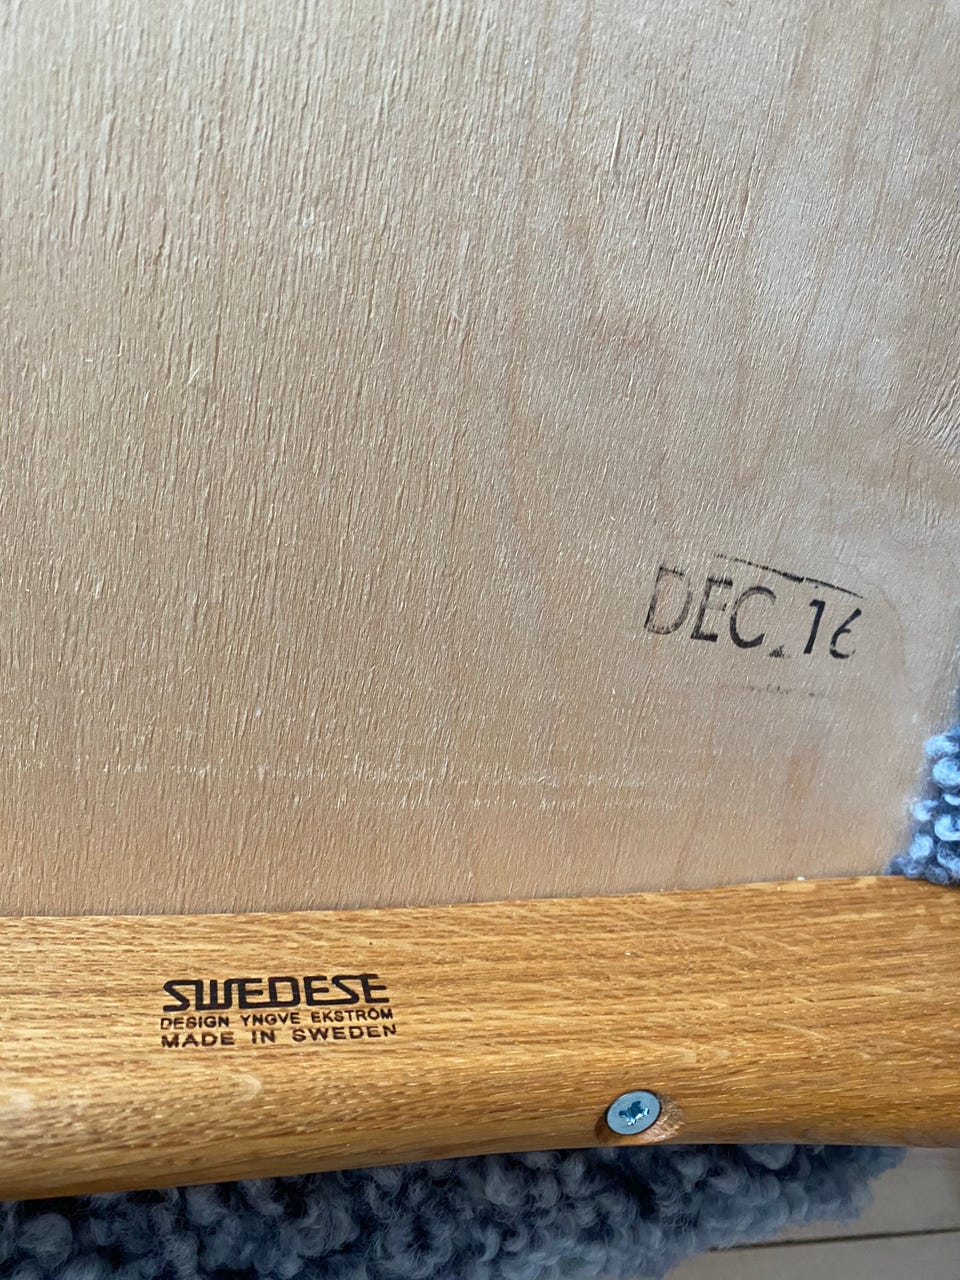 DEC. 16
SWEDESE
DESIGN YNGVE EKSTRÖM
MADE IN SWEDEN